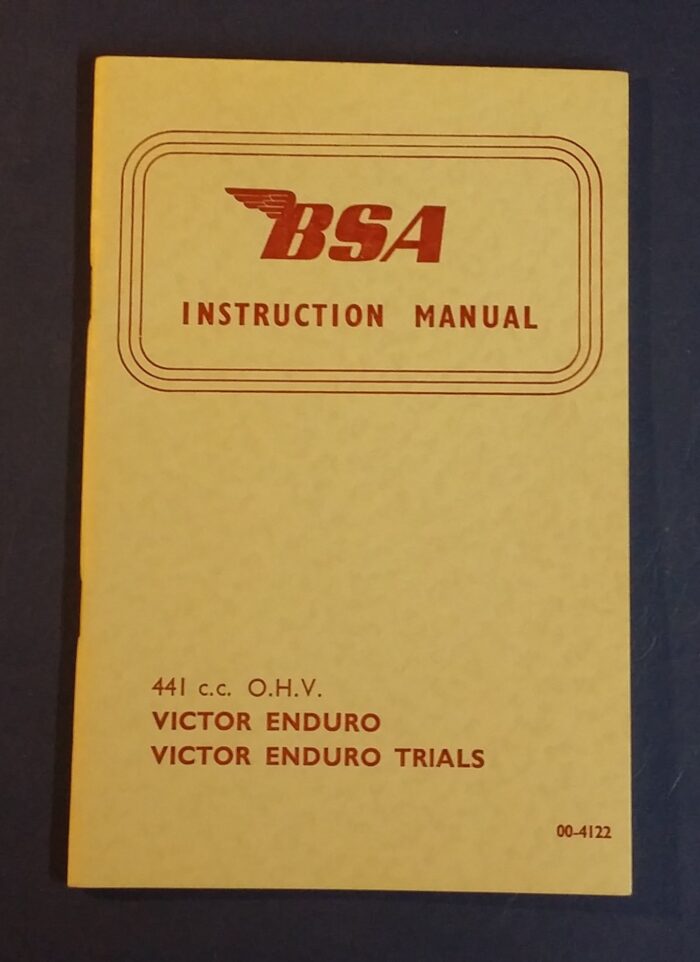 BSA
INSTRUCTION MANUAL
441 c.c. O.H.V.
VICTOR ENDURO
VICTOR ENDURO TRIALS
00-4122